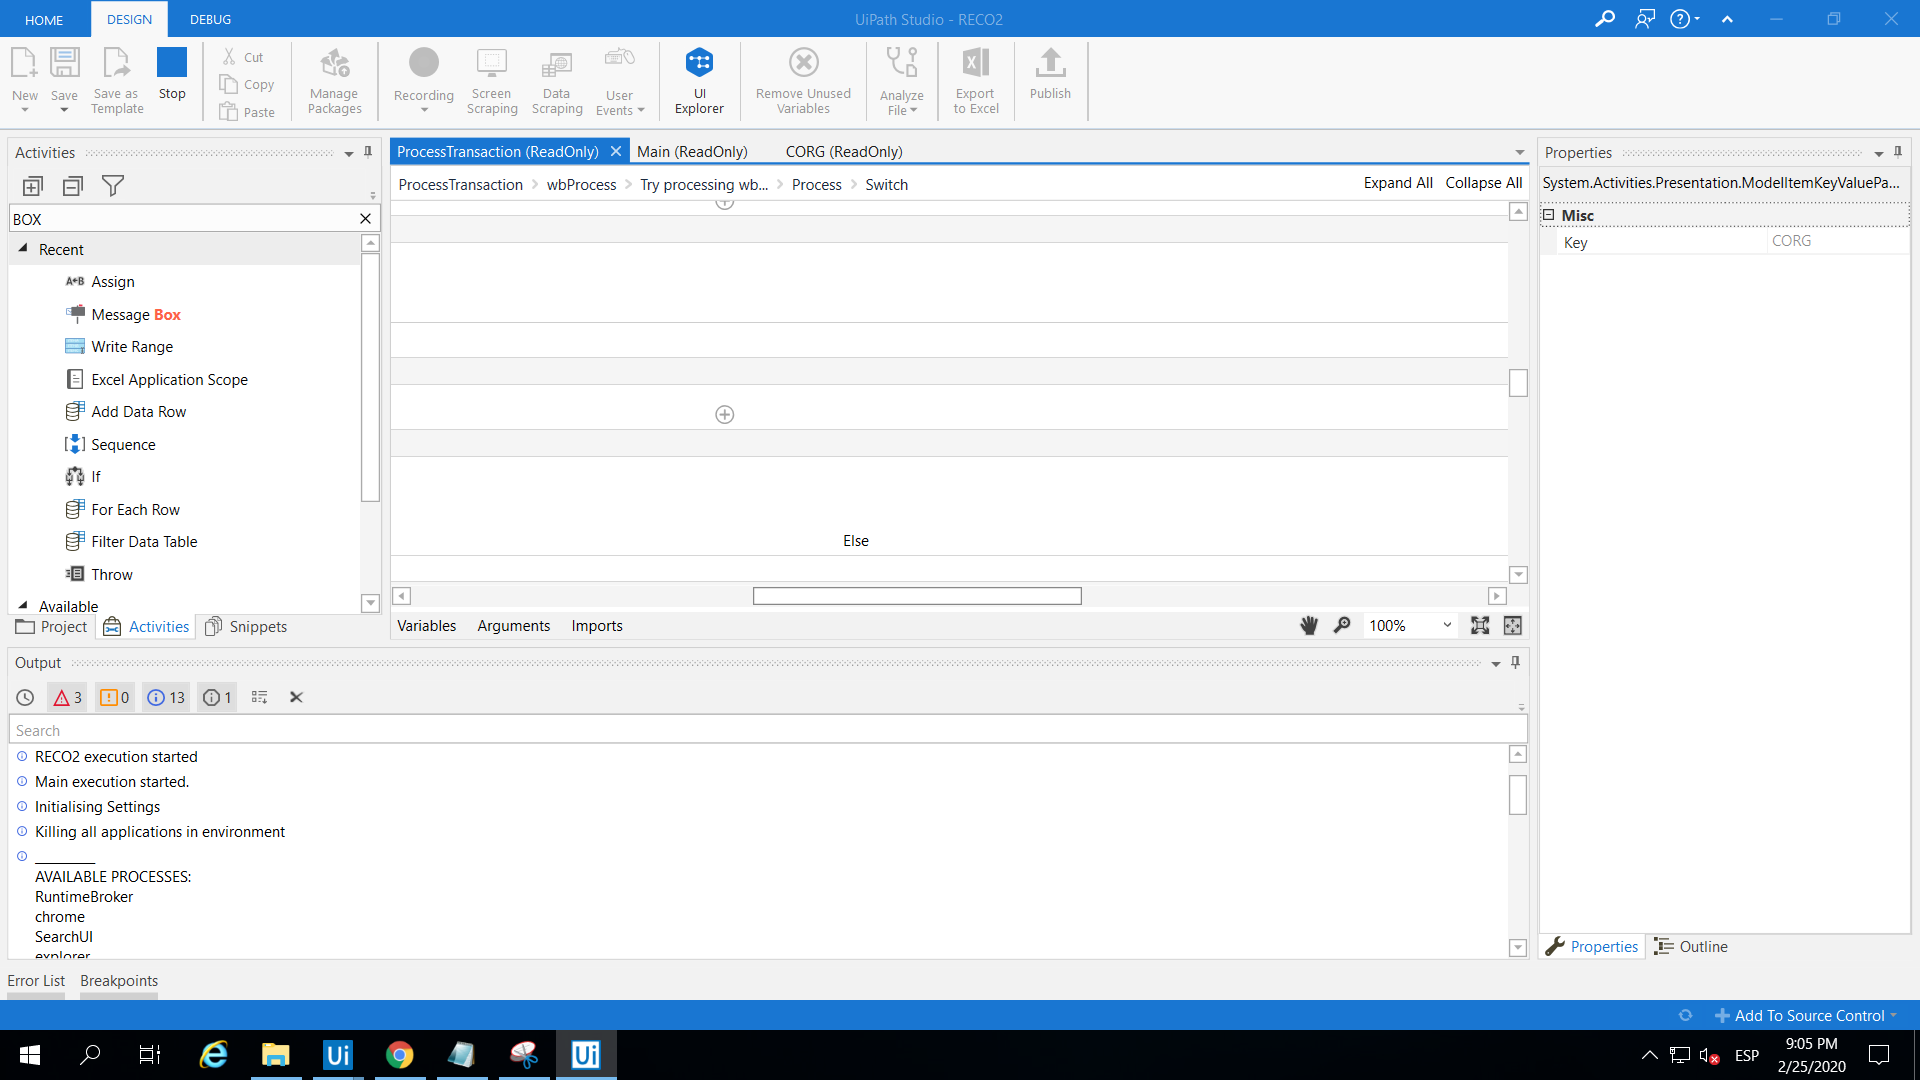 HOME DESIGN DEBUG UiPath Studio - RECO2
New Save Save as Template Stop
Cut
Copy
Paste
Manage Packages
Recording
Screen Scraping
Data Scraping
User Events
UI Explorer
Remove Unused Variables
Analyze File
Export to Excel
Publish
Activities
BOX
Recent
Assign
Message Box
Write Range
Excel Application Scope
Add Data Row
Sequence
If
For Each Row
Filter Data Table
Throw
Available
Project Activities Snippets
ProcessTransaction (ReadOnly) Main (ReadOnly) CORG (ReadOnly)
ProcessTransaction > wbProcess > Try processing wb... > Process > Switch Expand All Collapse All
Else
Variables Arguments Imports 100%
Properties
System.Activities.Presentation.ModelItemKeyValuePa...
Misc
Key CORG
Properties Outline
Output
3 0 13 1
Search
RECO2 execution started
Main execution started.
Initialising Settings
Killing all applications in environment
_________
AVAILABLE PROCESSES:
RuntimeBroker
chrome
SearchUI
explorer
Error List Breakpoints
Add To Source Control
Ui Ui ESP
9:05 PM
2/25/2020